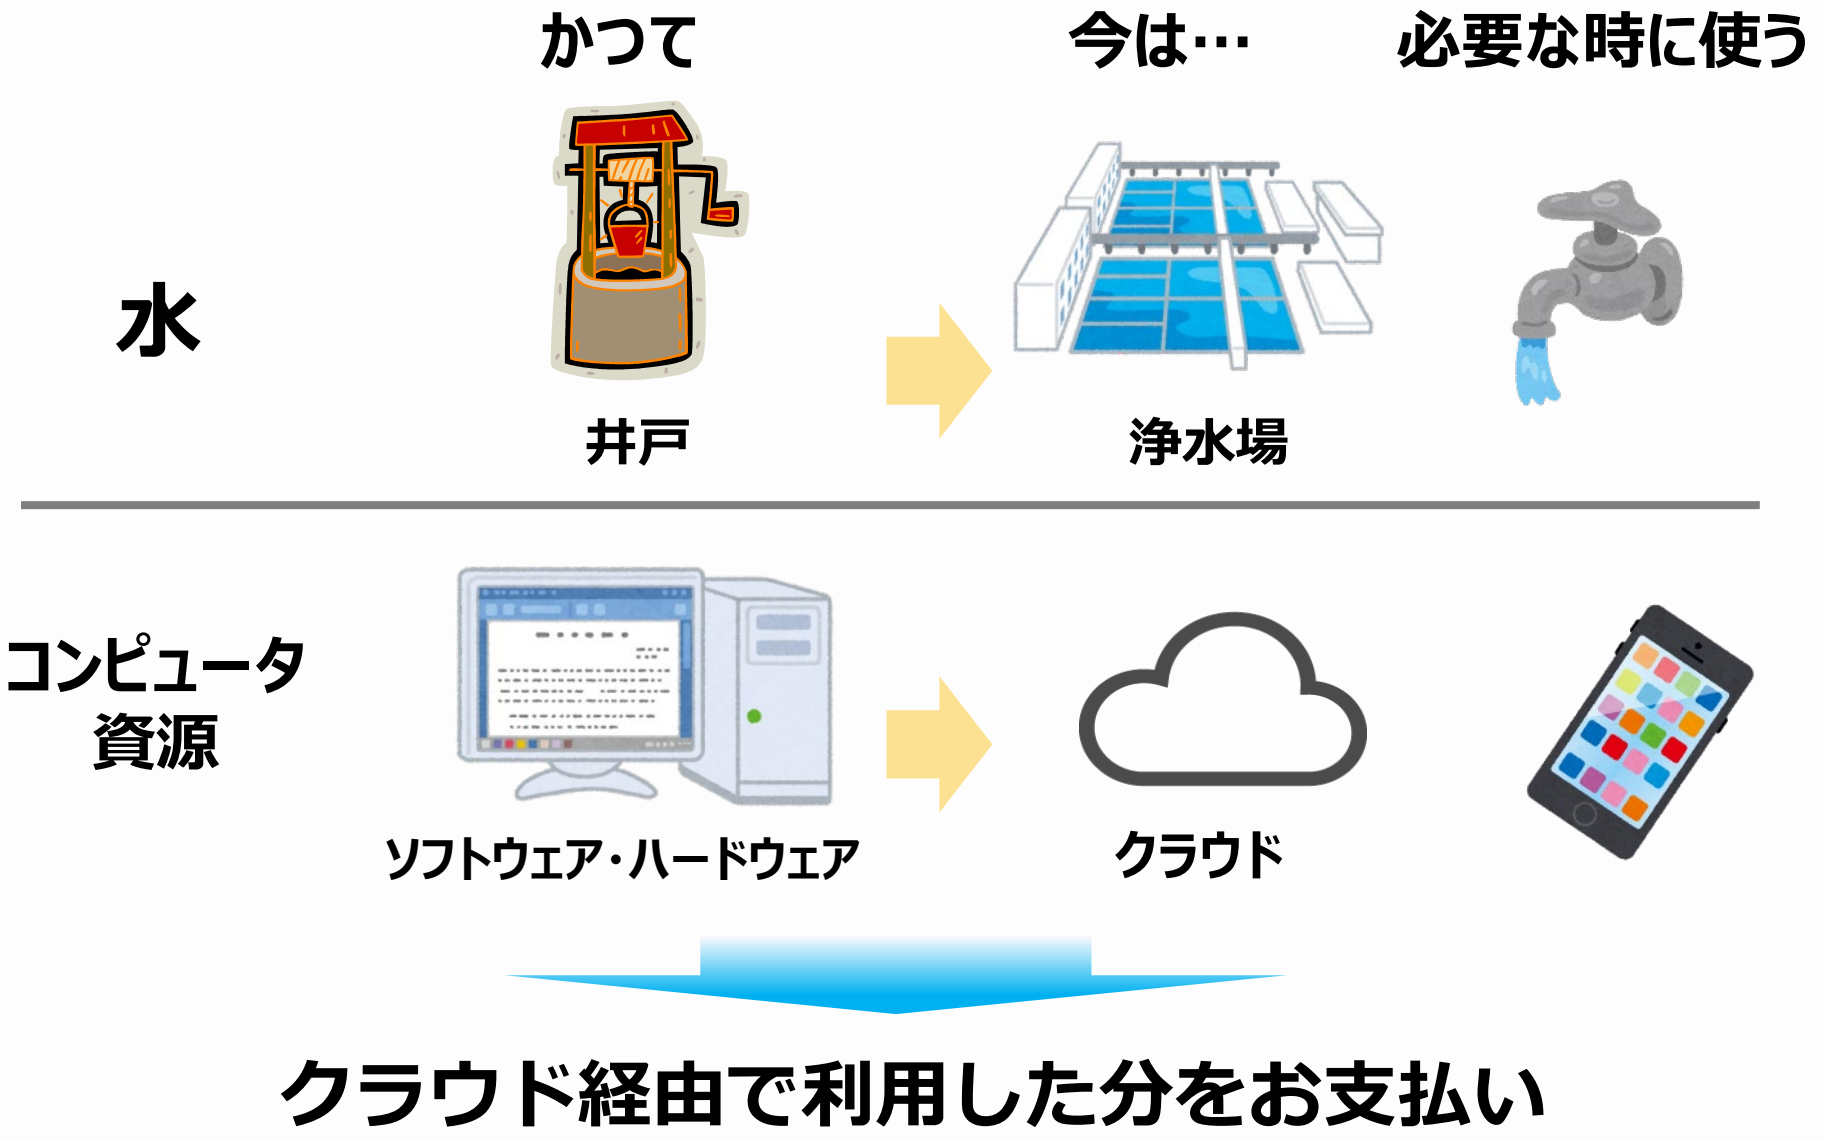 かつて
今は…
必要な時に使う
水
井戸
浄水場
コンピュータ
資源
ソフトウェア・ハードウェア
クラウド
クラウド経由で利用した分をお支払い